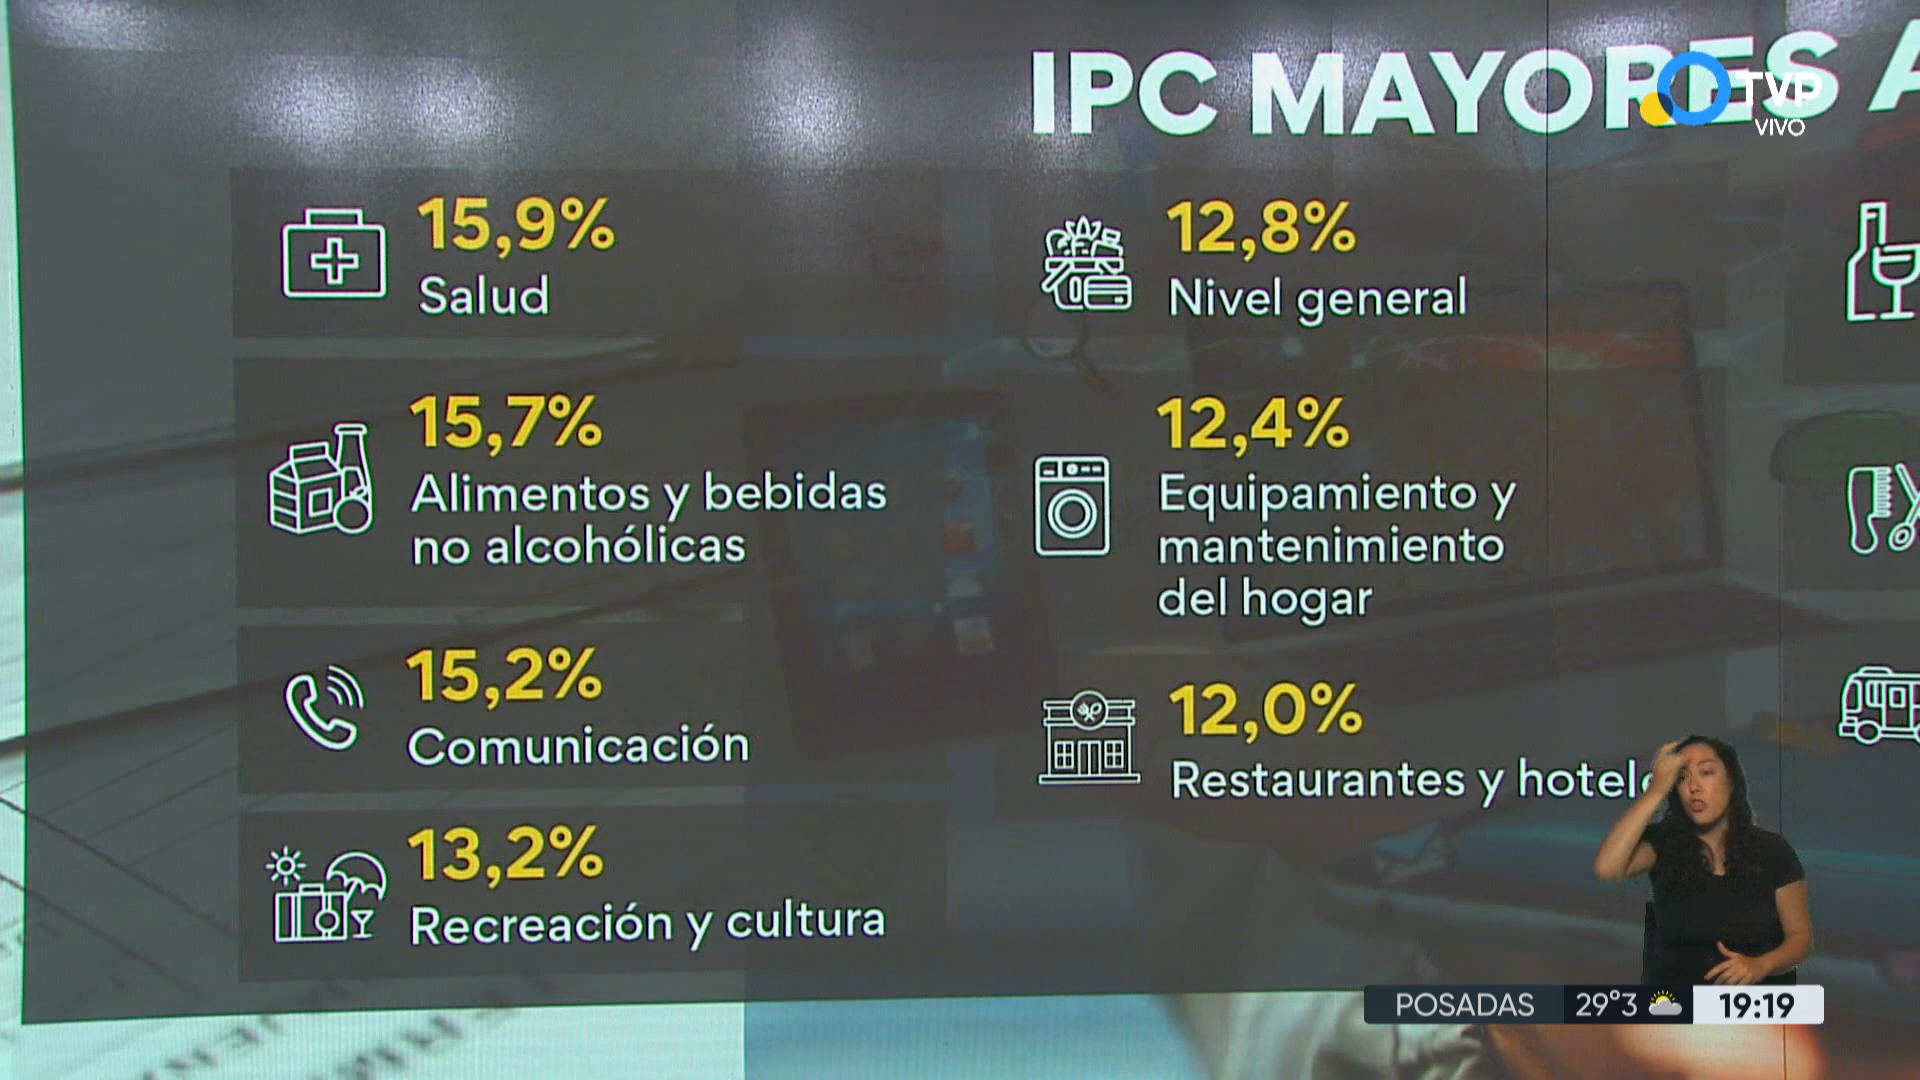 IPC MAYORES A
TVP
VIVO
15,9%
Salud
15,7%
Alimentos y bebidas
no alcohólicas
15,2%
Comunicación
13,2%
Recreación y cultura
12,8%
Nivel general
12,4%
Equipamiento y
mantenimiento
del hogar
12,0%
Restaurantes y hotele
POSADAS 29°3 19:19